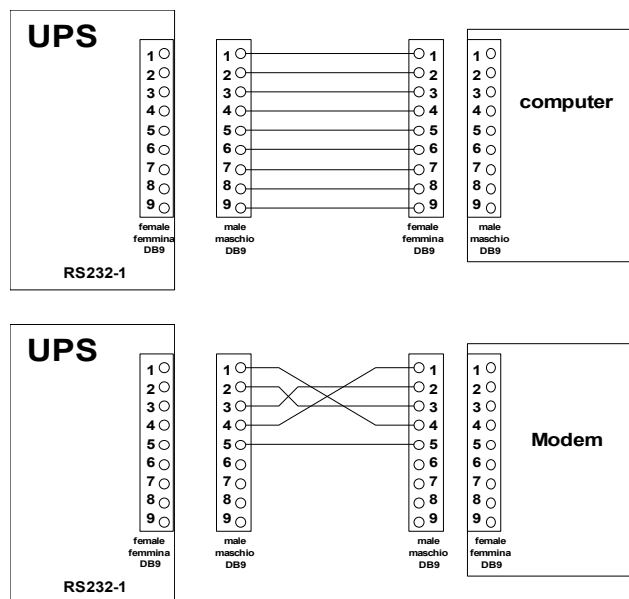 UPS
1 1 1 1
2 2 2 2
3 3 3 3
4 4 4 4
5 5 5 5
6 6 6 6
7 7 7 7
8 8 8 8
9 9 9 9
computer
female
femmina
DB9
male
maschio
DB9
female
femmina
DB9
male
maschio
DB9
RS232-1
UPS
1 1 1 1
2 2 2 2
3 3 3 3
4 4 4 4
5 5 5 5
6 6 6 6
7 7 7 7
8 8 8 8
9 9 9 9
Modem
female
femmina
DB9
male
maschio
DB9
male
maschio
DB9
female
femmina
DB9
RS232-1